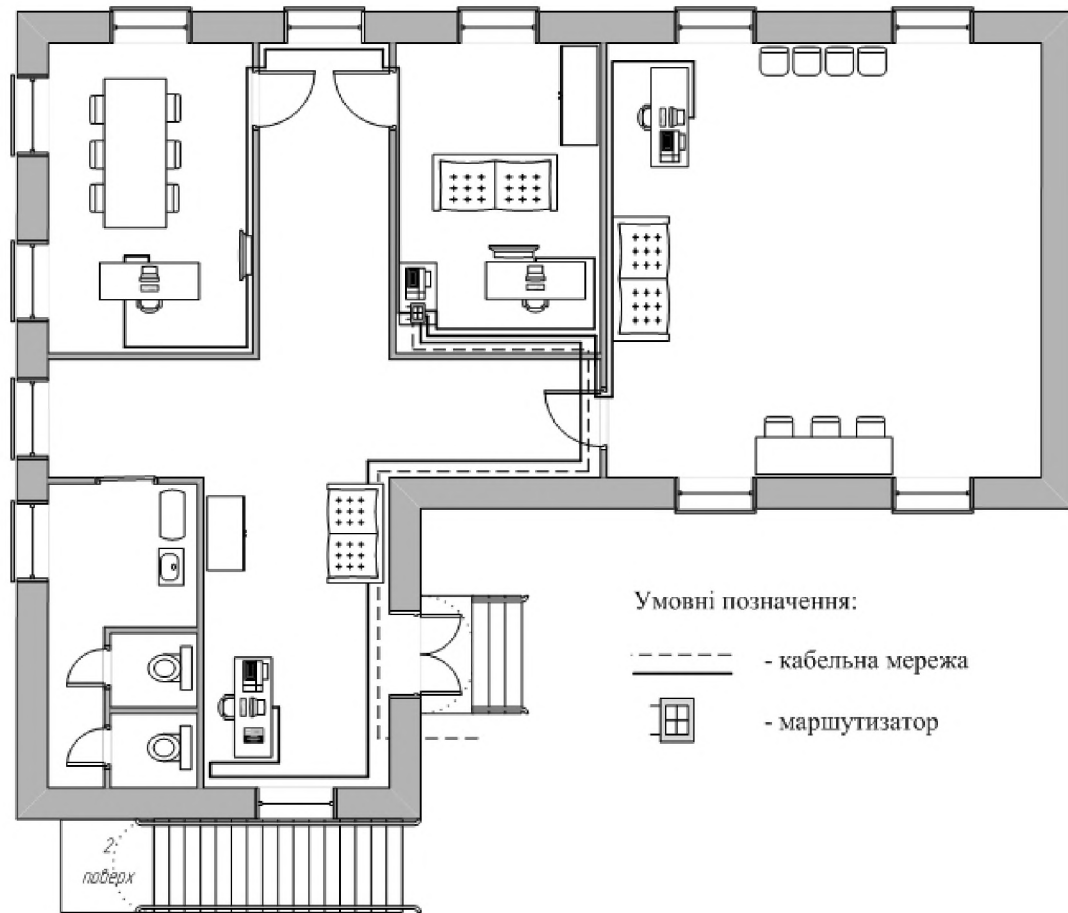 Умовні позначення:
- кабельна мережа
- маршутизатор
2
поверх